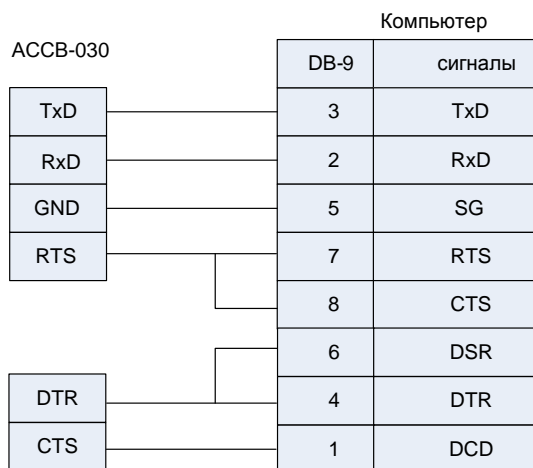 Компьютер
АССВ-030
DB-9 сигналы
TxD 3 TxD
RxD 2 RxD
GND 5 SG
RTS 7 RTS
8 CTS
6 DSR
DTR 4 DTR
CTS 1 DCD